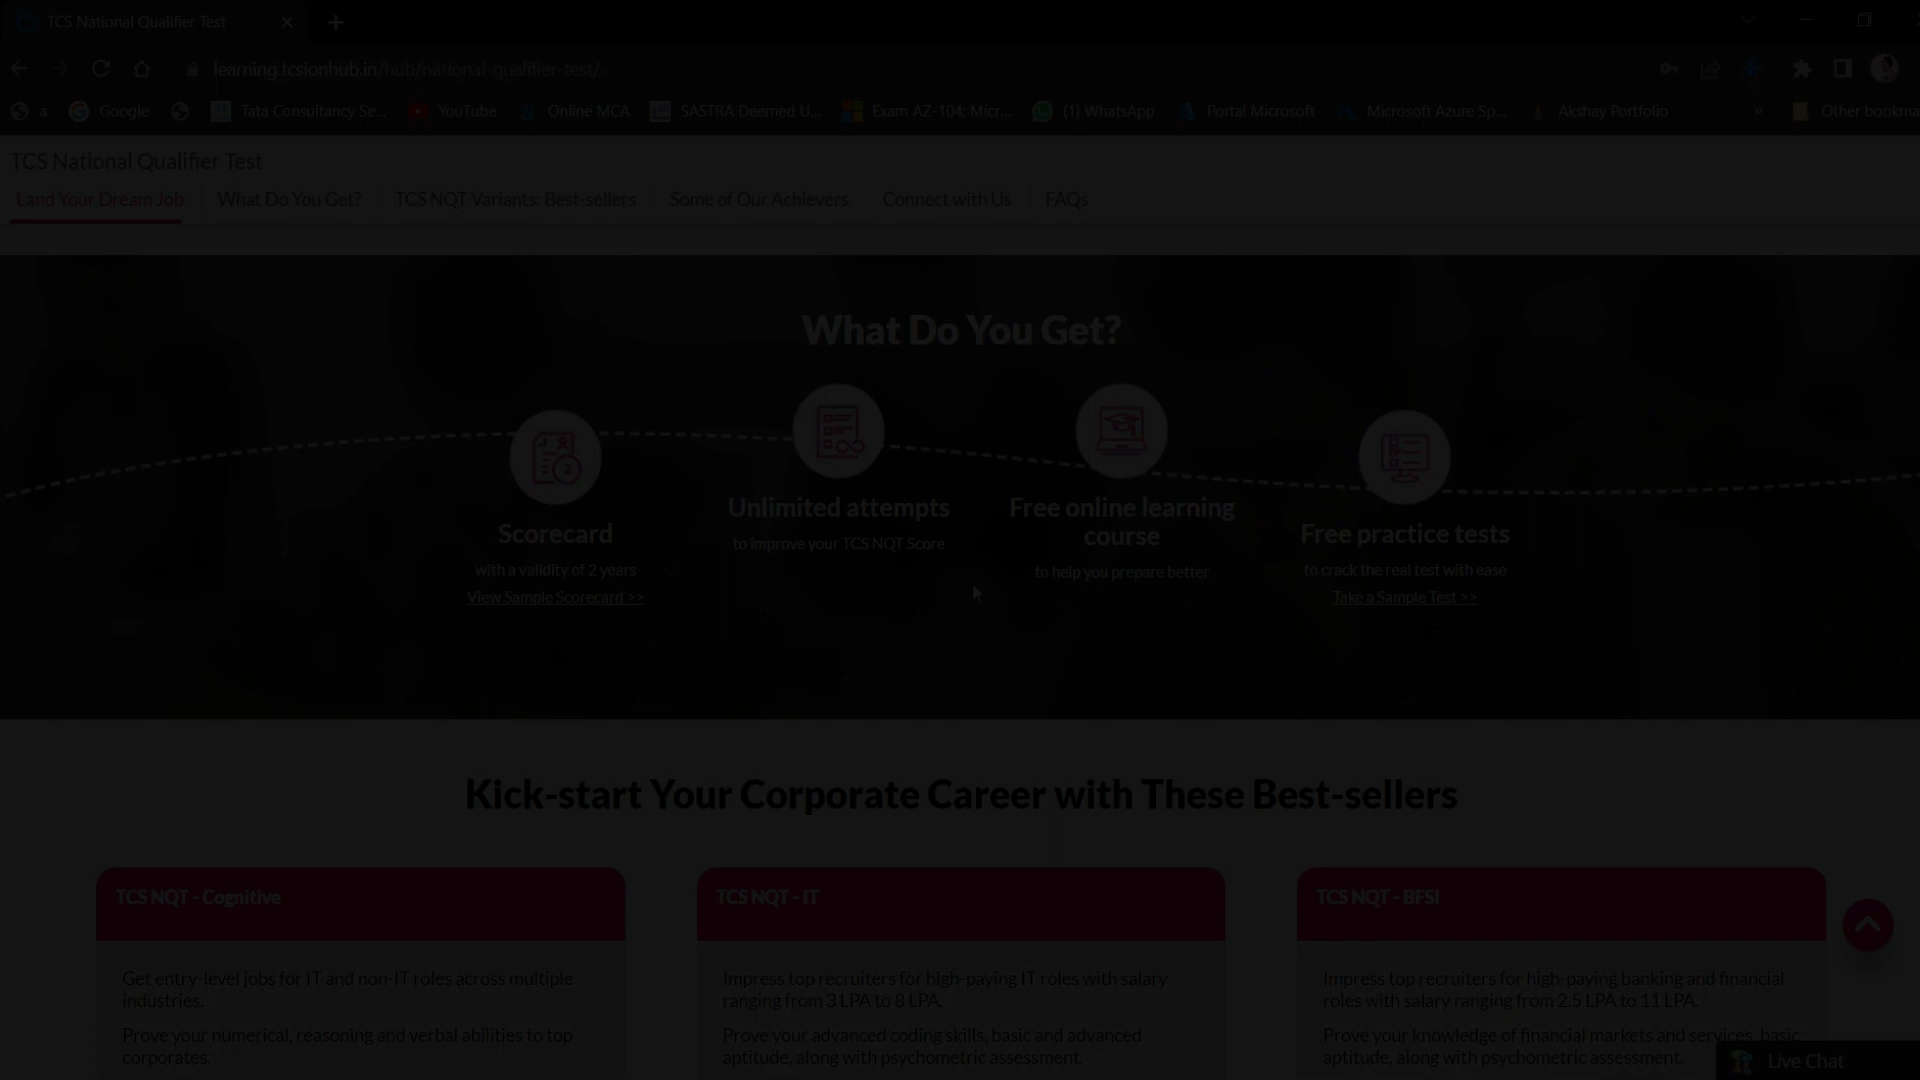 TCS National Qualifier Test
learning.tcsionhub.in/hub/national-qualifier-test/
a
Google
Tata Consultancy Se...
YouTube
Online MCA
SASTRA Deemed U...
Exam AZ-104: Micr...
(1) WhatsApp
Portal Microsoft
Microsoft Azure Sp...
Akshay Portfolio
»
Other bookma
TCS National Qualifier Test
Land Your Dream Job
What Do You Get?
TCS NQT Variants: Best-sellers
Some of Our Achievers
Connect with Us
FAQs
What Do You Get?
Scorecard
with a validity of 2 years
View Sample Scorecard >>
Unlimited attempts
to improve your TCS NQT Score
Free online learning
course
to help you prepare better
Free practice tests
to crack the real test with ease
Take a Sample Test >>
Kick-start Your Corporate Career with These Best-sellers
TCS NQT - Cognitive
Get entry-level jobs for IT and non-IT roles across multiple
industries.
Prove your numerical, reasoning and verbal abilities to top
corporates.
TCS NQT - IT
Impress top recruiters for high-paying IT roles with salary
ranging from 3 LPA to 8 LPA.
Prove your advanced coding skills, basic and advanced
aptitude, along with psychometric assessment.
TCS NQT - BFSI
Impress top recruiters for high-paying banking and financial
roles with salary ranging from 2.5 LPA to 11 LPA.
Prove your knowledge of financial markets and services, basic
aptitude, along with psychometric assessment.
Live Chat